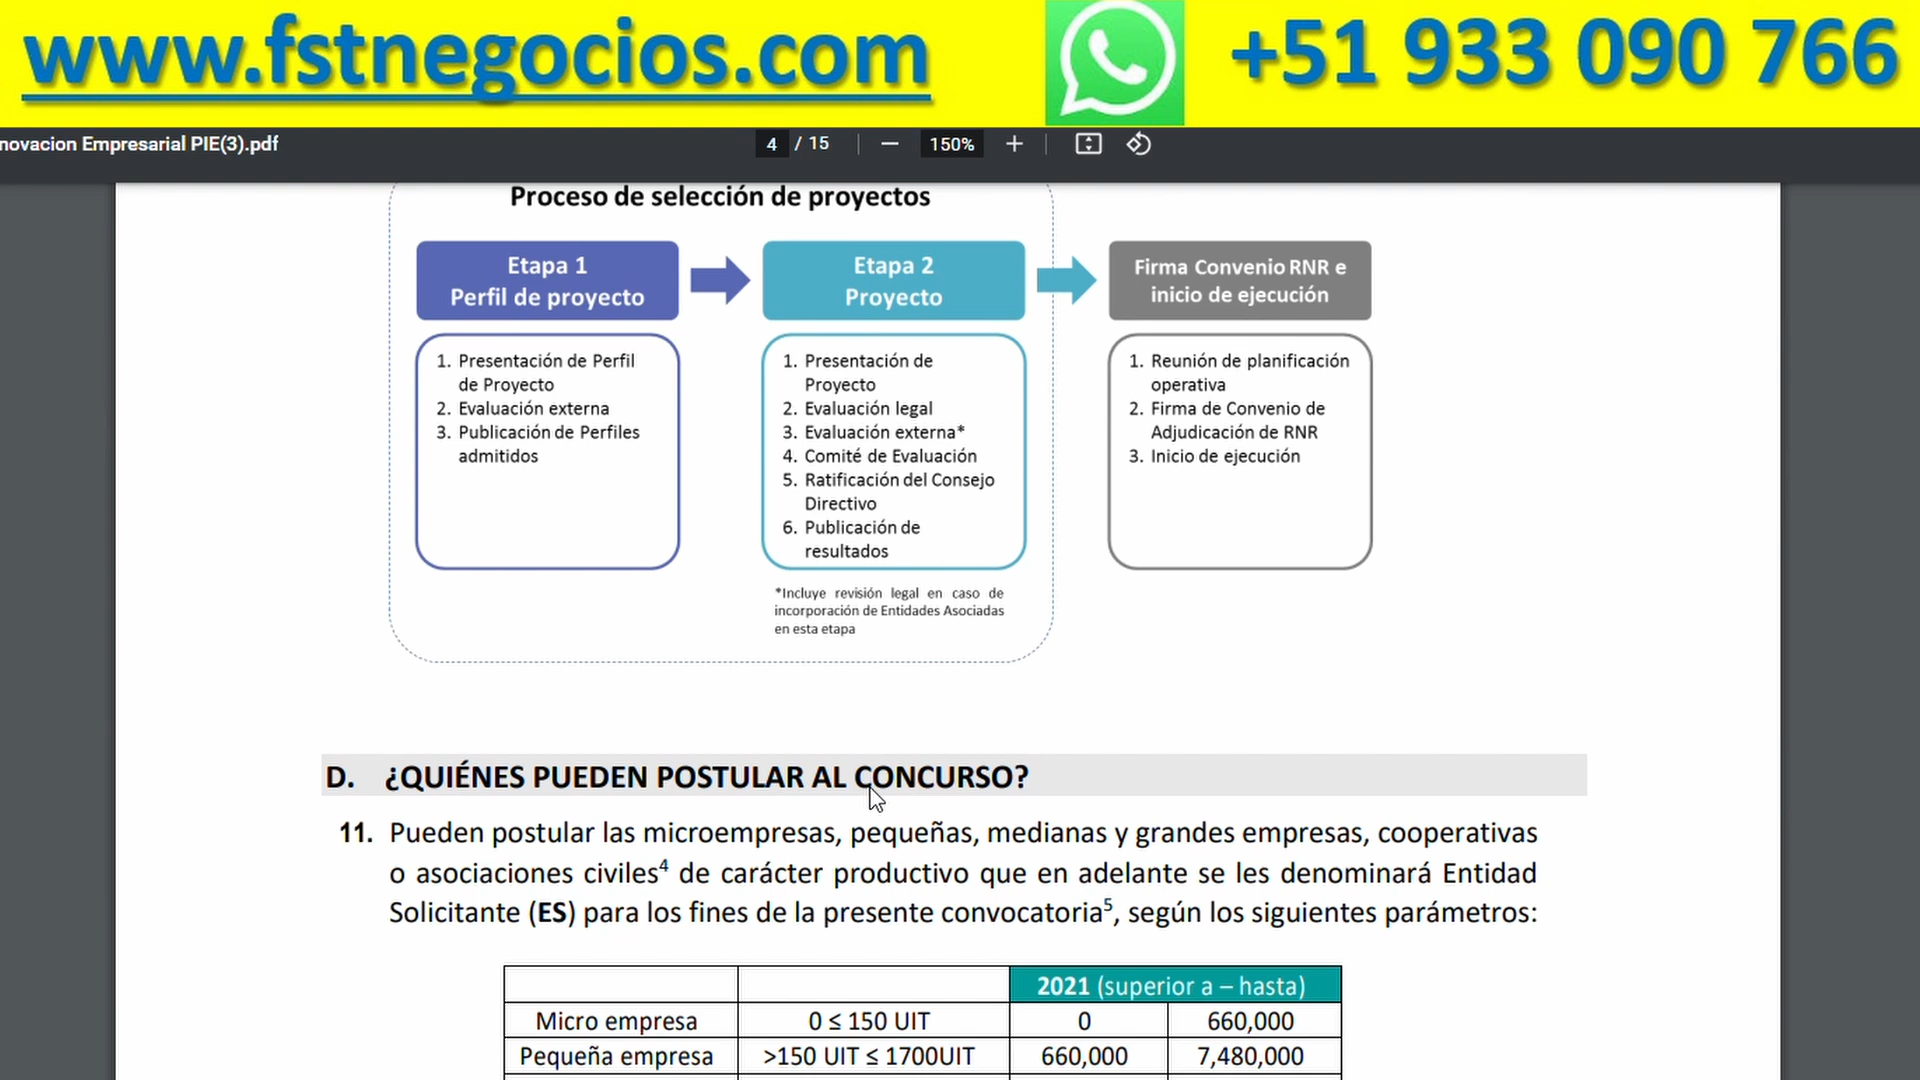 www.fstnegocios.com +51 933 090 766
novacion Empresarial PIE(3).pdf 4 / 15 150%
Proceso de selección de proyectos
Etapa 1
Perfil de proyecto
1. Presentación de Perfil
de Proyecto
2. Evaluación externa
3. Publicación de Perfiles
admitidos
Etapa 2
Proyecto
1. Presentación de
Proyecto
2. Evaluación legal
3. Evaluación externa*
4. Comité de Evaluación
5. Ratificación del Consejo
Directivo
6. Publicación de
resultados
*Incluye revisión legal en caso de
incorporación de Entidades Asociadas
en esta etapa
Firma Convenio RNR e
inicio de ejecución
1. Reunión de planificación
operativa
2. Firma de Convenio de
Adjudicación de RNR
3. Inicio de ejecución
D. ¿QUIÉNES PUEDEN POSTULAR AL CONCURSO?
11. Pueden postular las microempresas, pequeñas, medianas y grandes empresas, cooperativas
o asociaciones civiles4 de carácter productivo que en adelante se les denominará Entidad
Solicitante (ES) para los fines de la presente convocatoria5, según los siguientes parámetros:
2021 (superior a – hasta)
Micro empresa 0 ≤ 150 UIT 0 660,000
Pequeña empresa >150 UIT ≤ 1700UIT 660,000 7,480,000